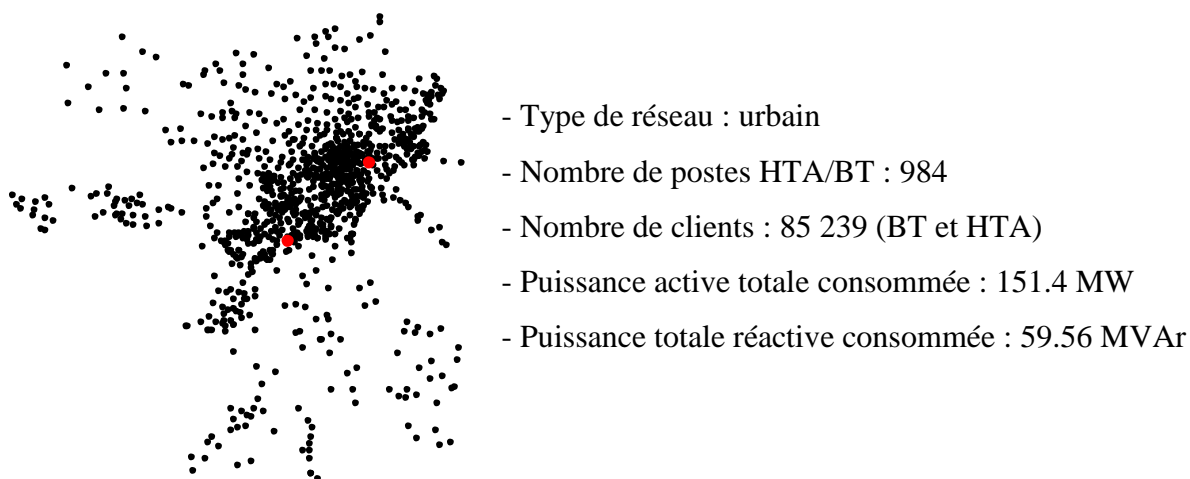 - Type de réseau : urbain
- Nombre de postes HTA/BT : 984
- Nombre de clients : 85 239 (BT et HTA)
- Puissance active totale consommée : 151.4 MW
- Puissance totale réactive consommée : 59.56 MVAr